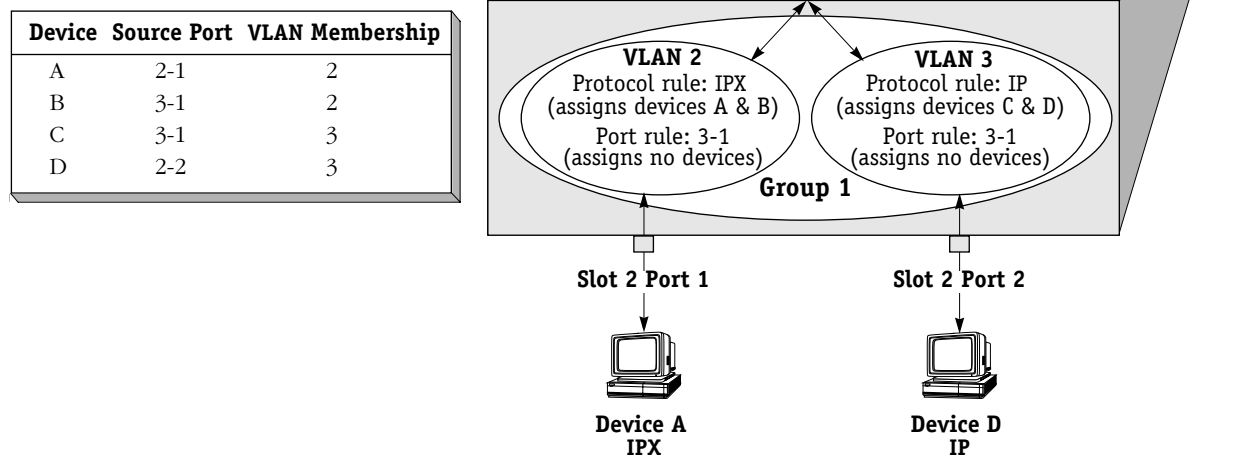 Device Source Port VLAN Membership
A 2-1 2
B 3-1 2
C 3-1 3
D 2-2 3
VLAN 2
Protocol rule: IPX
(assigns devices A & B)
Port rule: 3-1
(assigns no devices)
VLAN 3
Protocol rule: IP
(assigns devices C & D)
Port rule: 3-1
(assigns no devices)
Group 1
Slot 2 Port 1
Slot 2 Port 2
Device A
IPX
Device D
IP